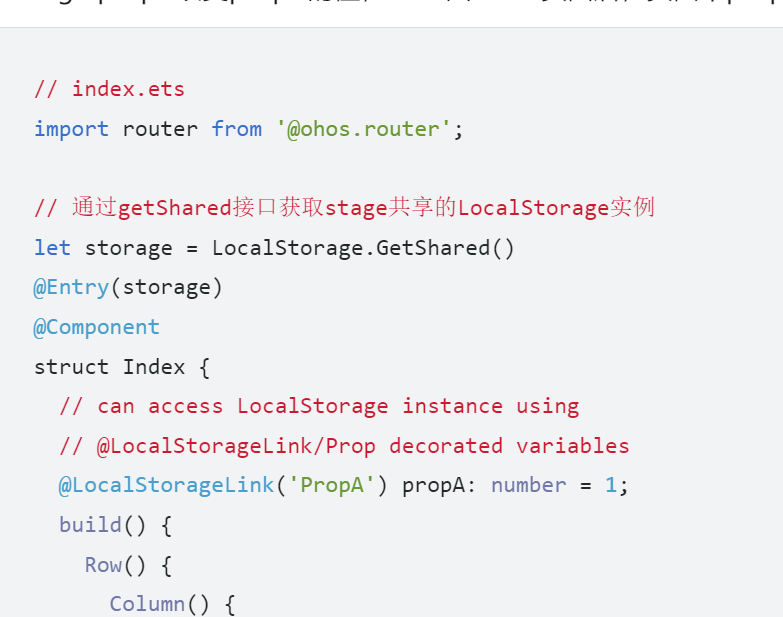 // index.ets
import router from '@ohos.router';
// 通过getShared接口获取stage共享的LocalStorage实例
let storage = LocalStorage.GetShared()
@Entry(storage)
@Component
struct Index {
// can access LocalStorage instance using
// @LocalStorageLink/Prop decorated variables
@LocalStorageLink('PropA') propA: number = 1;
build() {
Row() {
Column() {